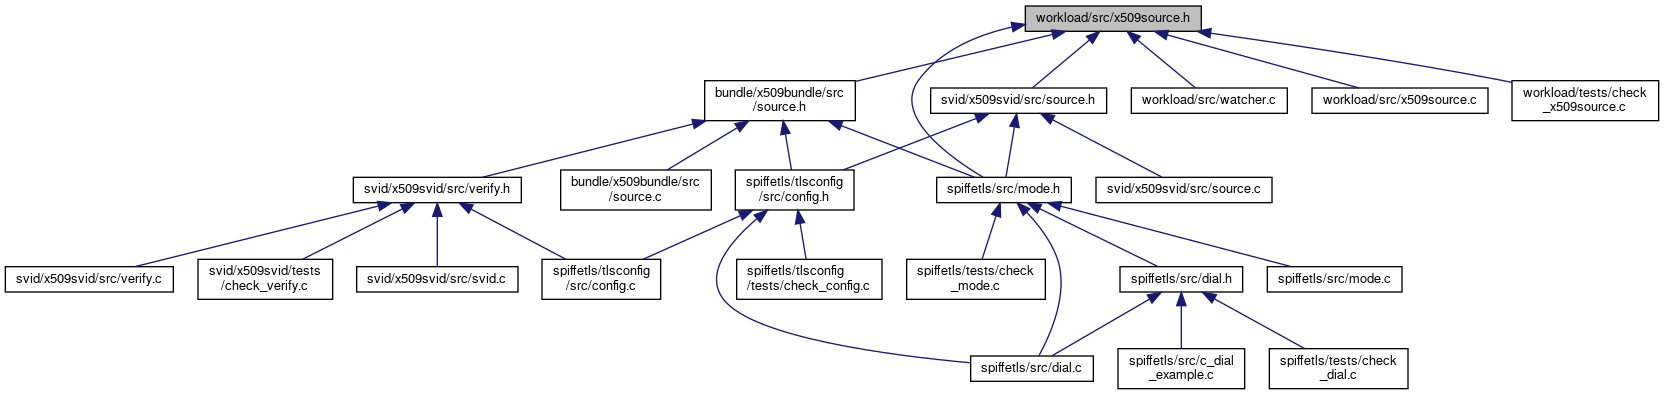 workload/src/x509source.h
bundle/x509bundle/src
/source.h
svid/x509svid/src/source.h
workload/src/watcher.c
workload/src/x509source.c
workload/tests/check
_x509source.c
svid/x509svid/src/verify.h
bundle/x509bundle/src
/source.c
spiffetls/tlsconfig
/src/config.h
spiffetls/src/mode.h
svid/x509svid/src/source.c
svid/x509svid/src/verify.c
svid/x509svid/tests
/check_verify.c
svid/x509svid/src/svid.c
spiffetls/tlsconfig
/src/config.c
spiffetls/tlsconfig
/tests/check_config.c
spiffetls/tests/check
_mode.c
spiffetls/src/dial.h
spiffetls/src/mode.c
spiffetls/src/dial.c
spiffetls/src/c_dial
_example.c
spiffetls/tests/check
_dial.c